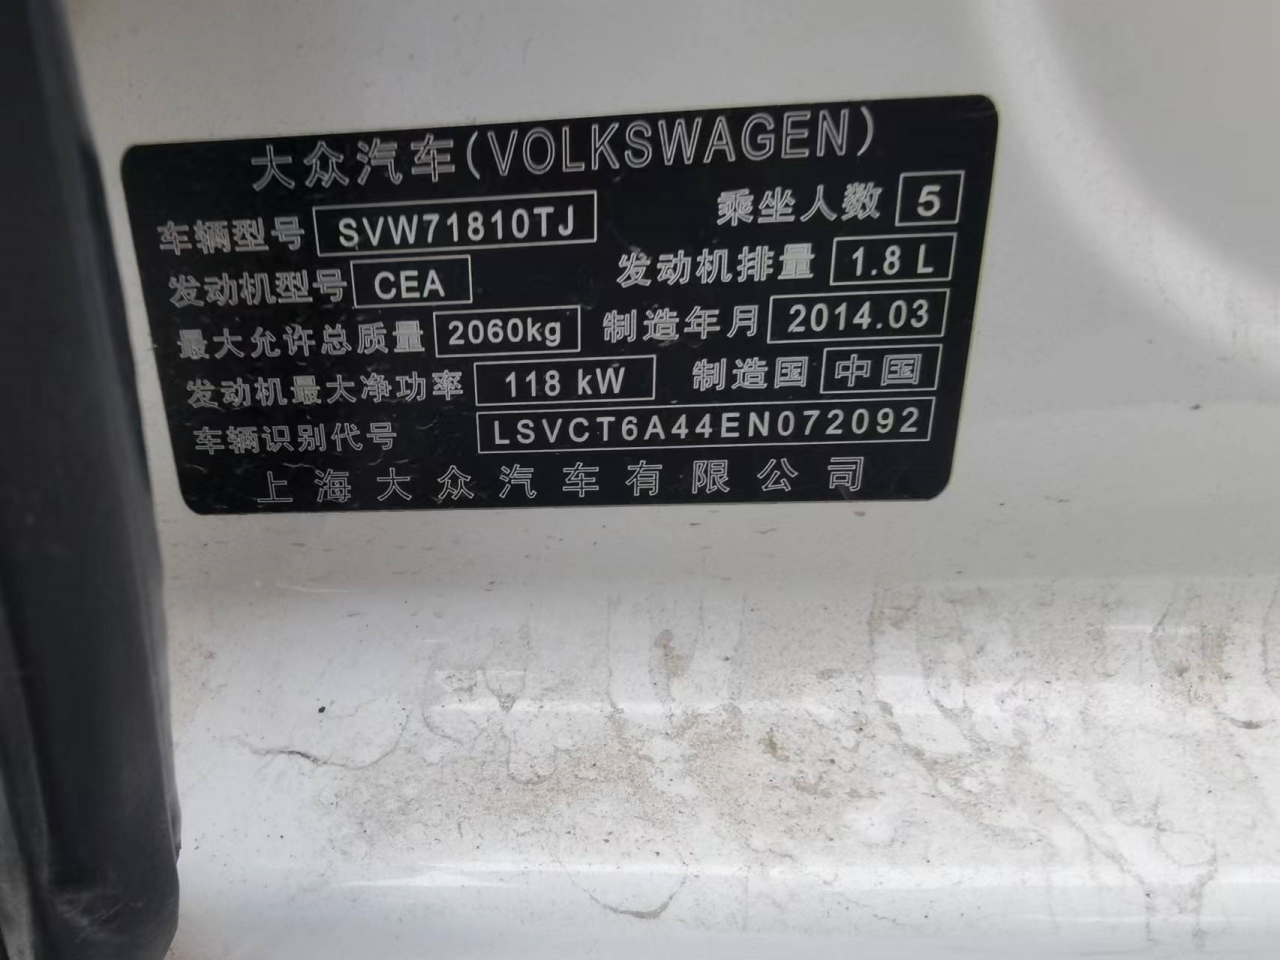 大众汽车(VOLKSWAGEN)
车辆型号 SVW71810TJ 乘坐人数 5
发动机型号 CEA 发动机排量 1.8 L
最大允许总质量 2060kg 制造年月 2014.03
发动机最大净功率 118 kW 制造国 中国
车辆识别代号 LSVCT6A44EN072092
上海大众汽车有限公司